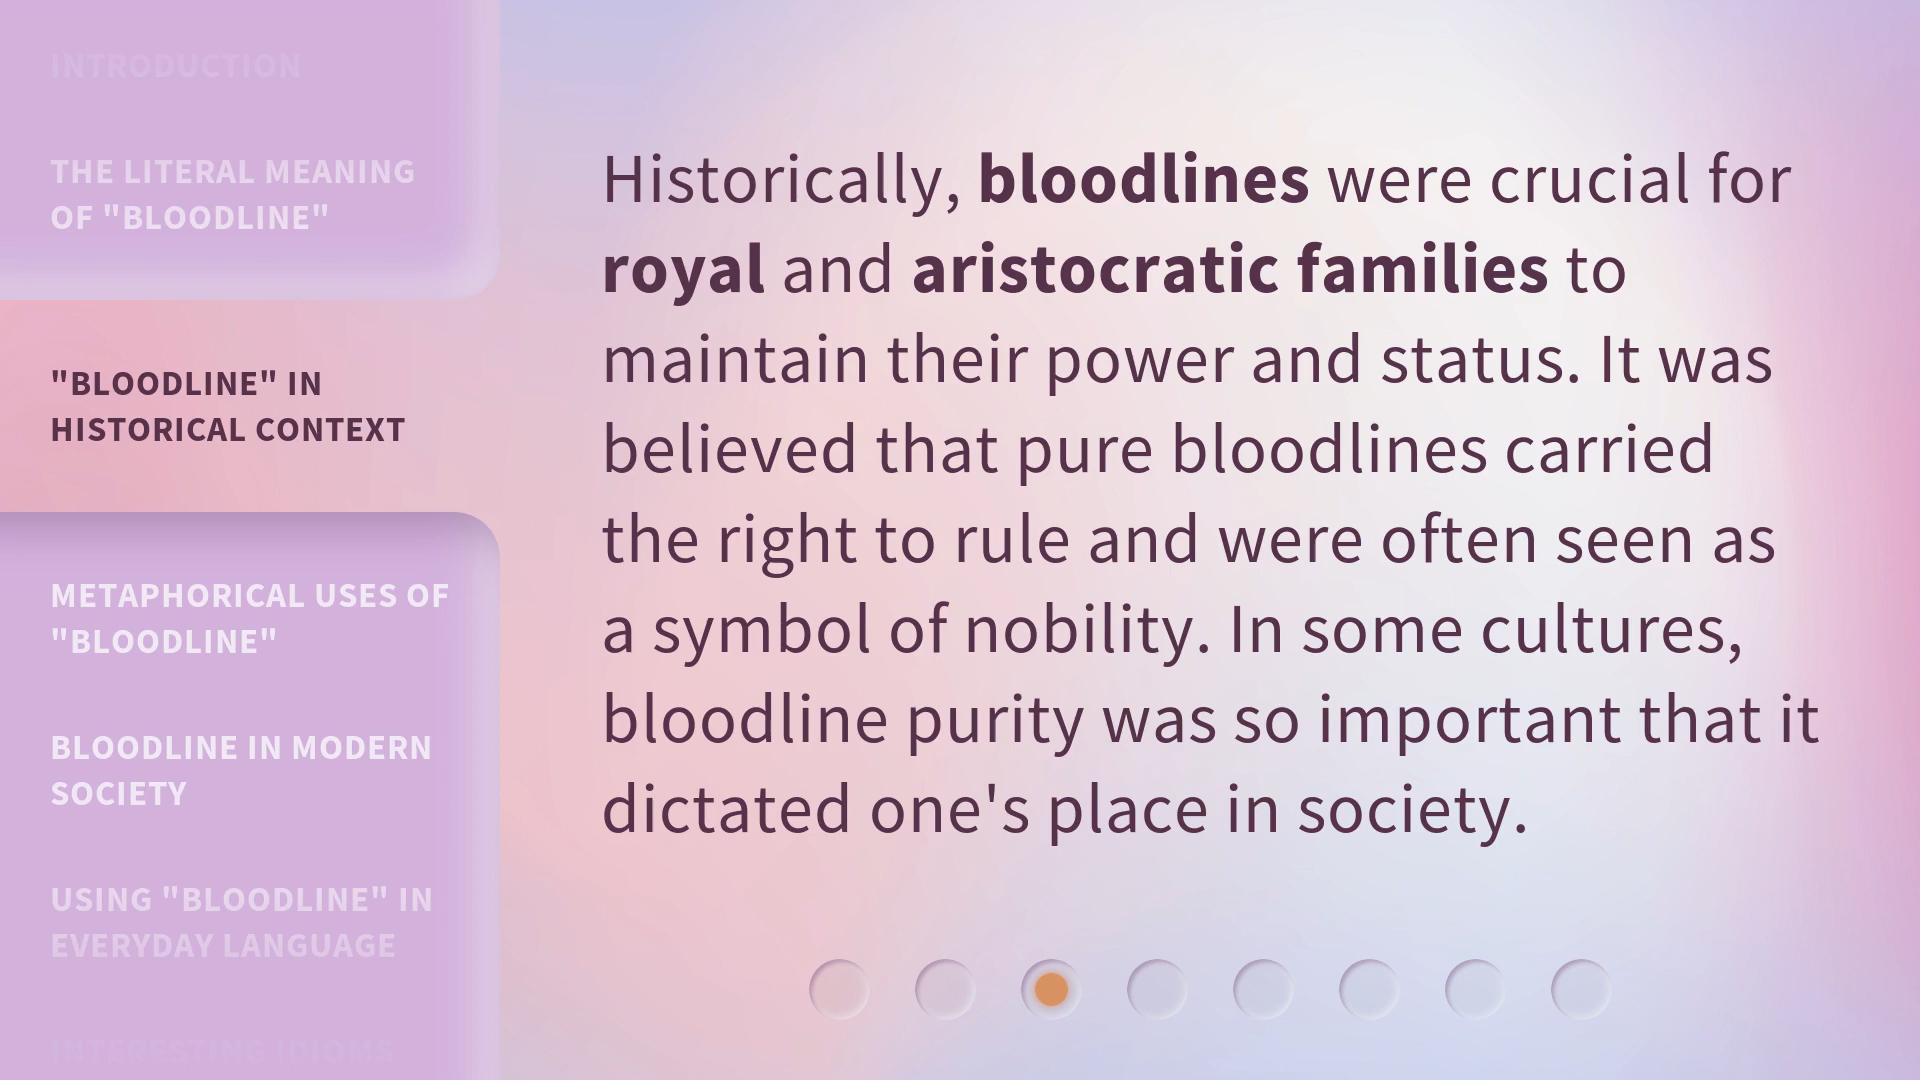 INTRODUCTION
THE LITERAL MEANING
OF "BLOODLINE"
"BLOODLINE" IN
HISTORICAL CONTEXT
METAPHORICAL USES OF
"BLOODLINE"
BLOODLINE IN MODERN
SOCIETY
USING "BLOODLINE" IN
EVERYDAY LANGUAGE
INTERESTING IDIOMS
Historically, bloodlines were crucial for
royal and aristocratic families to
maintain their power and status. It was
believed that pure bloodlines carried
the right to rule and were often seen as
a symbol of nobility. In some cultures,
bloodline purity was so important that it
dictated one's place in society.